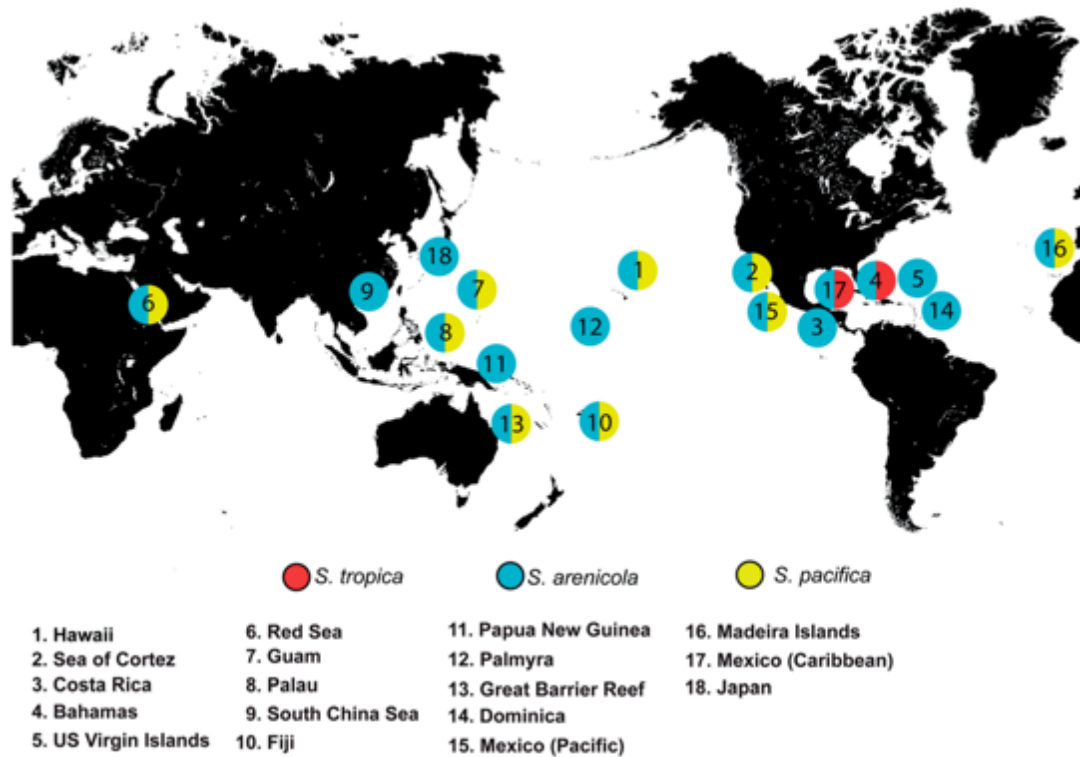 1
2
16
18
9
7
6
8
12
11
13
10
15
17
4
5
3
14
S. tropica
S. arenicola
S. pacifica
1. Hawaii
2. Sea of Cortez
3. Costa Rica
4. Bahamas
5. US Virgin Islands
6. Red Sea
7. Guam
8. Palau
9. South China Sea
10. Fiji
11. Papua New Guinea
12. Palmyra
13. Great Barrier Reef
14. Dominica
15. Mexico (Pacific)
16. Madeira Islands
17. Mexico (Caribbean)
18. Japan